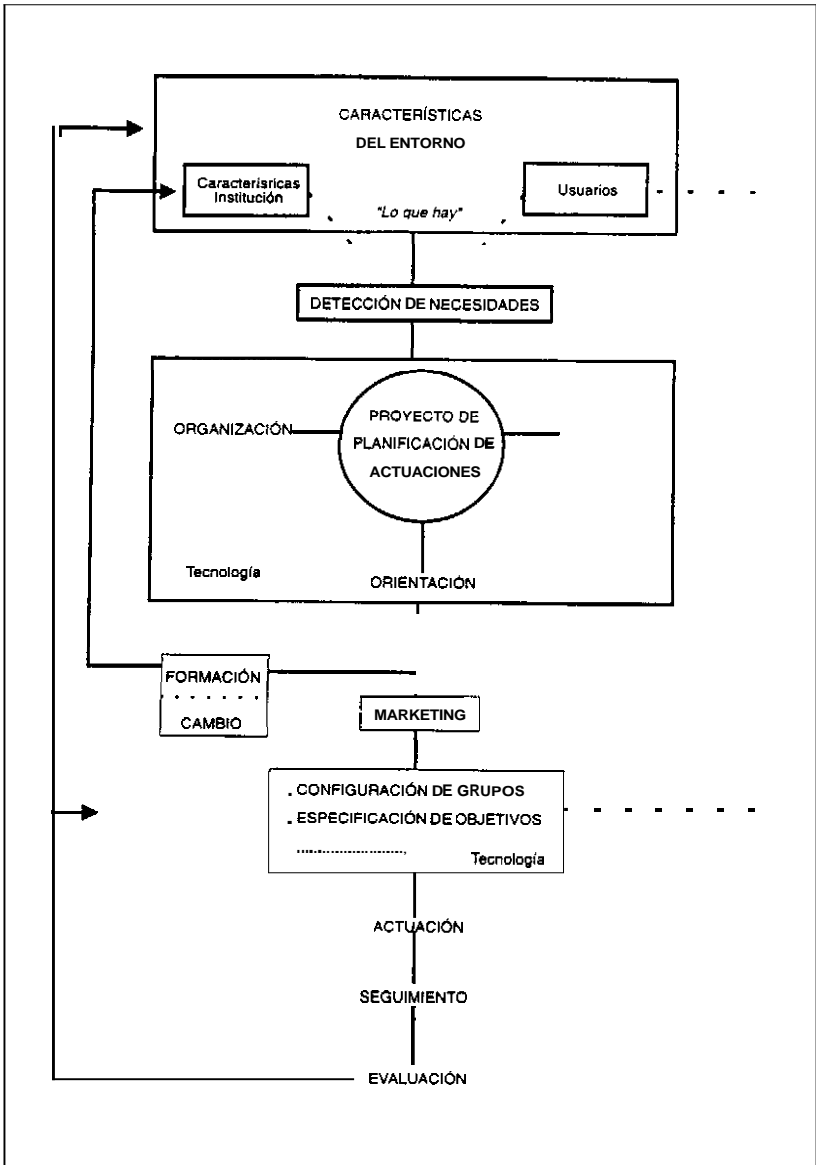 CARACTERÍSTICAS
DEL ENTORNO
Caracterísricas
Institución
Usuarios
"Lo que hay"
DETECCIÓN DE NECESIDADES
PROYECTO DE
ORGANIZACIÓN
PLANIFICACIÓN DE
ACTUACIONES
Tecnología
ORIENTACIÓN
FORMACIÓN
CAMBIO
MARKETING
. CONFIGURACIÓN DE GRUPOS
. ESPECIFICACIÓN DE OBJETIVOS
Tecnología
ACTUACIÓN
SEGUIMIENTO
EVALUACIÓN